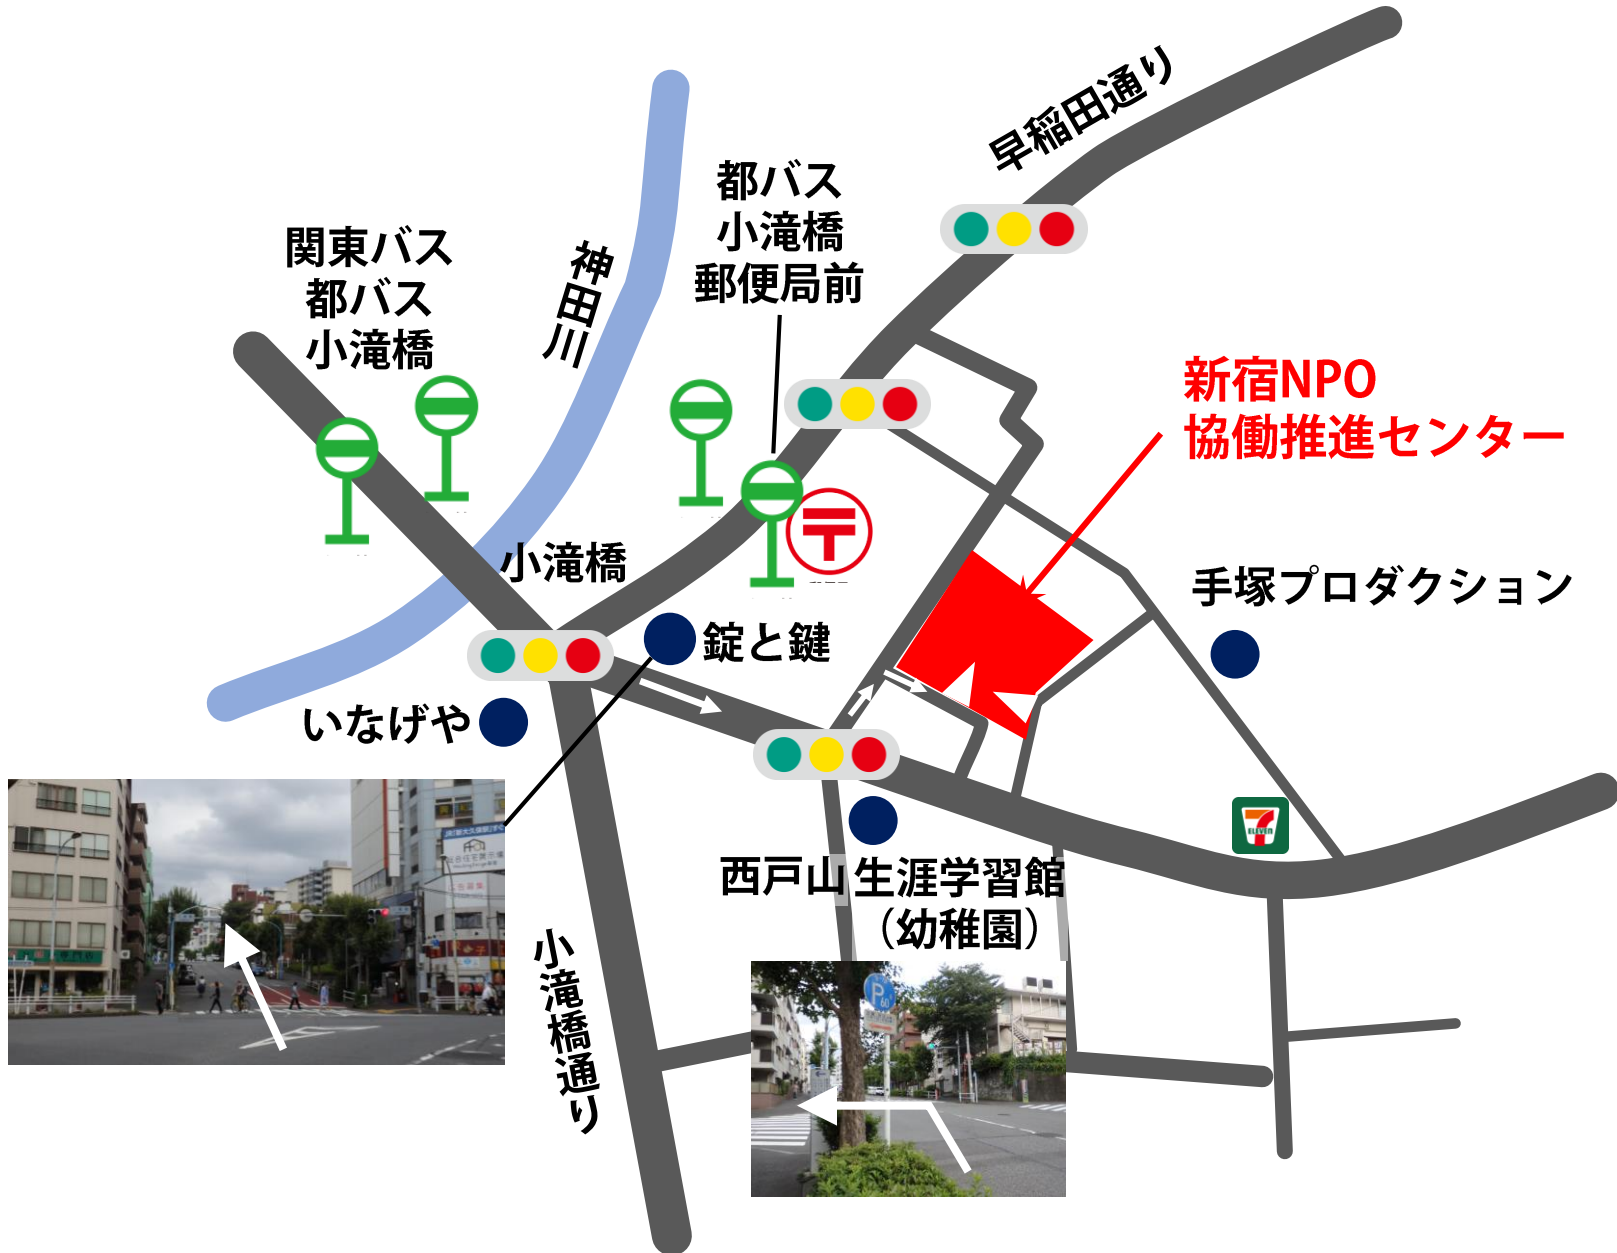 早稲田通り
都バス
小滝橋
郵便局前
関東バス
都バス
小滝橋
神田川
新宿NPO
協働推進センター
小滝橋
手塚プロダクション
錠と鍵
いなげや
ELEVEN
西戸山生涯学習館
（幼稚園）
小滝橋通り
P
60